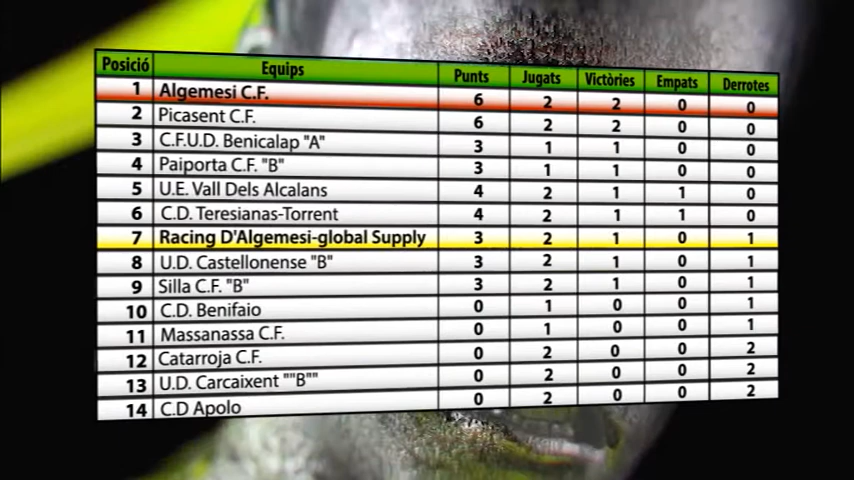 Posició Equips Punts Jugats Victòries Empats Derrotes
1 Algemesi C.F. 6 2 2 0 0
2 Picasent C.F. 6 2 2 0 0
3 C.F.U.D. Benicalap "A" 3 1 1 0 0
4 Paiporta C.F. "B" 3 1 1 0 0
5 U.E. Vall Dels Alcalans 4 2 1 1 0
6 C.D. Teresianas-Torrent 4 2 1 1 0
7 Racing D'Algemesi-global Supply 3 2 1 0 1
8 U.D. Castellonense "B" 3 2 1 0 1
9 Silla C.F. "B" 3 2 1 0 1
10 C.D. Benifaio 0 1 0 0 1
11 Massanassa C.F. 0 1 0 0 1
12 Catarroja C.F. 0 2 0 0 2
13 U.D. Carcaixent ""B"" 0 2 0 0 2
14 C.D Apolo 0 2 0 0 2